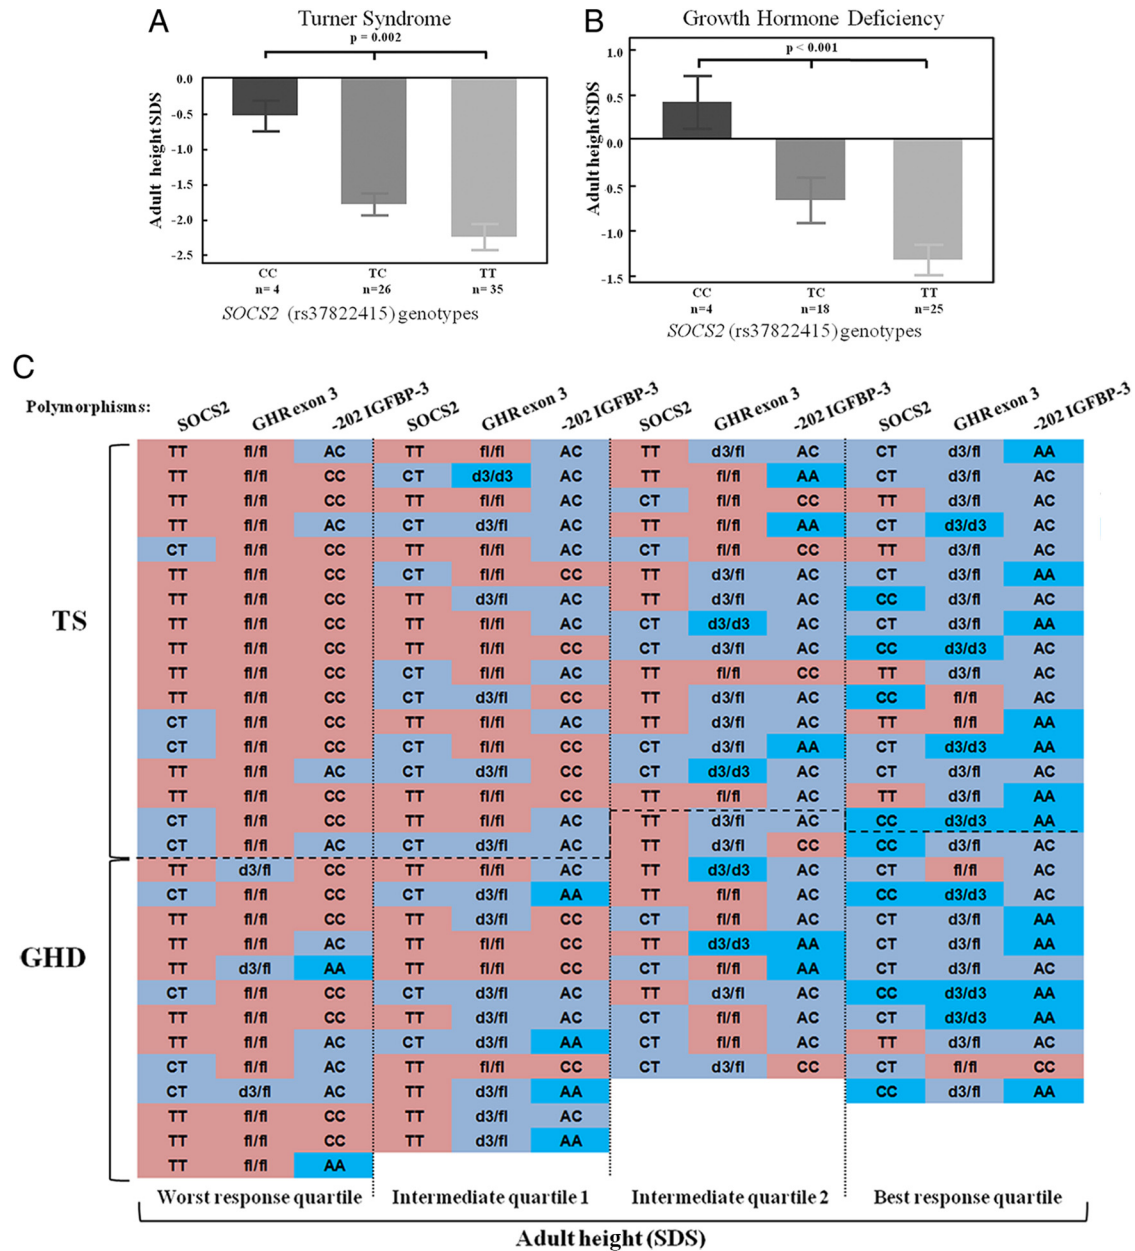 A
Turner Syndrome
p = 0.002
Adult height SDS
0.0
-0.5
-1.0
-1.5
-2.0
-2.5
CC TC TT
n= 4 n=26 n= 35
SOCS2 (rs37822415) genotypes
B
Growth Hormone Deficiency
p < 0.001
Adult height SDS
1.0
0.5
0.0
-0.5
-1.0
-1.5
CC TC TT
n=4 n=18 n=25
SOCS2 (rs37822415) genotypes
C
Polymorphisms: SOCS2 GHR exon 3 -202 IGFBP-3 SOCS2 GHR exon 3 -202 IGFBP-3 SOCS2 GHR exon 3 -202 IGFBP-3 SOCS2 GHR exon 3 -202 IGFBP-3
TT fl/fl AC TT fl/fl AC TT d3/fl AC CT d3/fl AA
TT fl/fl CC CT d3/d3 AC TT fl/fl AA CT d3/fl AC
TT fl/fl CC TT fl/fl AC CT fl/fl CC TT d3/fl AC
TT fl/fl AC CT d3/fl AC TT fl/fl AA CT d3/d3 AC
CT fl/fl CC TT fl/fl AC CT fl/fl CC TT d3/fl AC
TT fl/fl CC CT fl/fl CC TT d3/fl AC CT d3/fl AA
TT fl/fl CC TT d3/fl AC TT d3/fl AC CC d3/fl AC
TS
TT fl/fl CC TT fl/fl AC CT d3/d3 AC CT d3/fl AA
TT fl/fl CC TT fl/fl CC CT d3/fl AC CC d3/d3 AC
TT fl/fl CC CT fl/fl AC TT fl/fl CC TT d3/fl AC
TT fl/fl CC CT d3/fl CC TT d3/fl AC CC fl/fl AC
CT fl/fl CC TT fl/fl AC TT d3/fl AC TT fl/fl AA
CT fl/fl CC CT fl/fl CC CT d3/fl AA CT d3/d3 AA
TT fl/fl AC CT d3/fl CC CT d3/d3 AC CT d3/fl AC
TT fl/fl CC TT fl/fl CC TT fl/fl AC TT d3/fl AA
CT fl/fl CC TT fl/fl AC TT d3/fl AC CC d3/d3 AA
CT fl/fl AC CT d3/fl AC TT d3/fl CC CC d3/fl AC
TT d3/fl CC TT fl/fl AC TT d3/d3 AC CT fl/fl AC
CT fl/fl CC CT d3/fl AA TT fl/fl AC CC d3/d3 AC
TT fl/fl CC TT d3/fl CC CT fl/fl AC CT d3/fl AA
TT fl/fl AC TT fl/fl CC TT d3/d3 AA CT d3/fl AA
GHD
TT d3/fl AA TT fl/fl CC CT fl/fl AA CT d3/fl AC
CT fl/fl CC CT d3/fl AC TT d3/fl AC CC d3/d3 AA
TT fl/fl CC TT d3/fl AC CT fl/fl AC CT d3/d3 AA
TT fl/fl AC CT d3/fl AA CT fl/fl AC TT d3/fl AC
CT fl/fl AC TT fl/fl CC CT d3/fl CC CT fl/fl CC
CT d3/fl AC TT d3/fl AA CC d3/fl AA
TT fl/fl CC TT d3/fl AC
TT fl/fl CC TT d3/fl AA
TT fl/fl AA
Worst response quartile Intermediate quartile 1 Intermediate quartile 2 Best response quartile
Adult height (SDS)